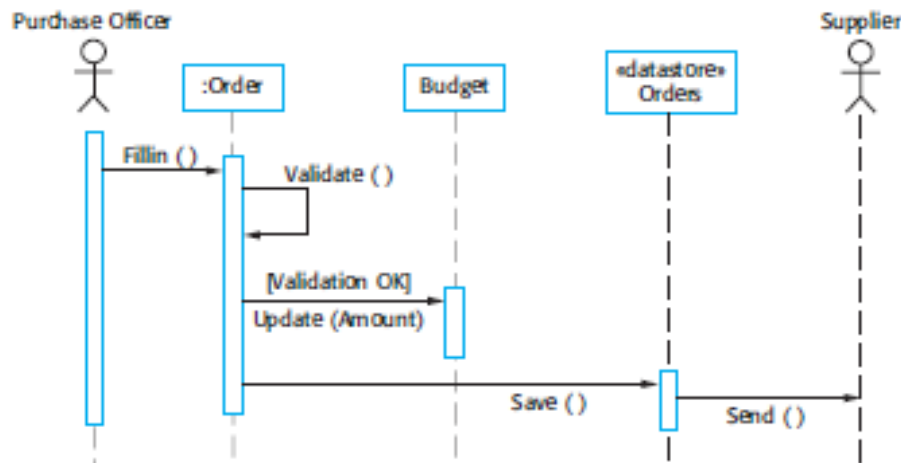 Purchase Officer
Supplier
:Order
Budget
«datastore»
Orders
Fillin ( )
Validate ( )
[Validation OK]
Update (Amount)
Save ( )
Send ( )